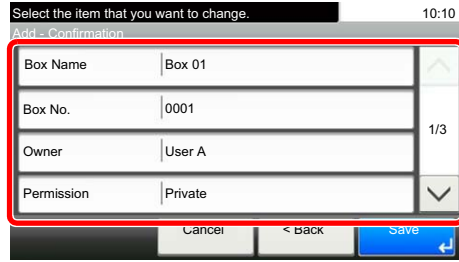 Select the item that you want to change. 10:10
Add - Confirmation
Box Name Box 01
Box No. 0001
1/3
Owner User A
Permission Private
Cancel < Back Save